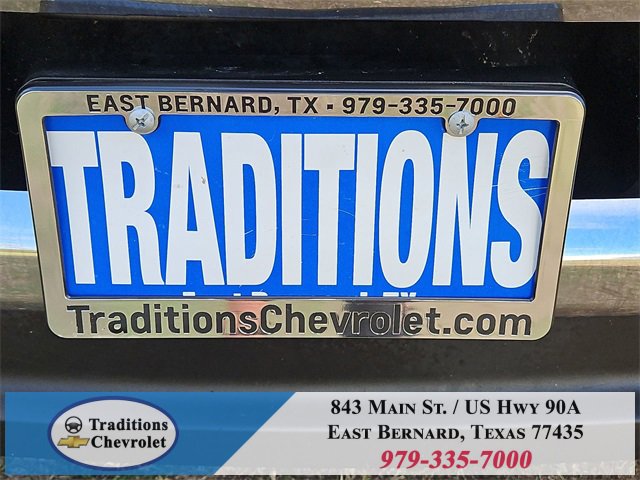 EAST BERNARD, TX • 979-335-7000
TRADITIONS
TraditionsChevrolet.com
Traditions
Chevrolet
843 Main St. / US Hwy 90A
East Bernard, Texas 77435
979-335-7000